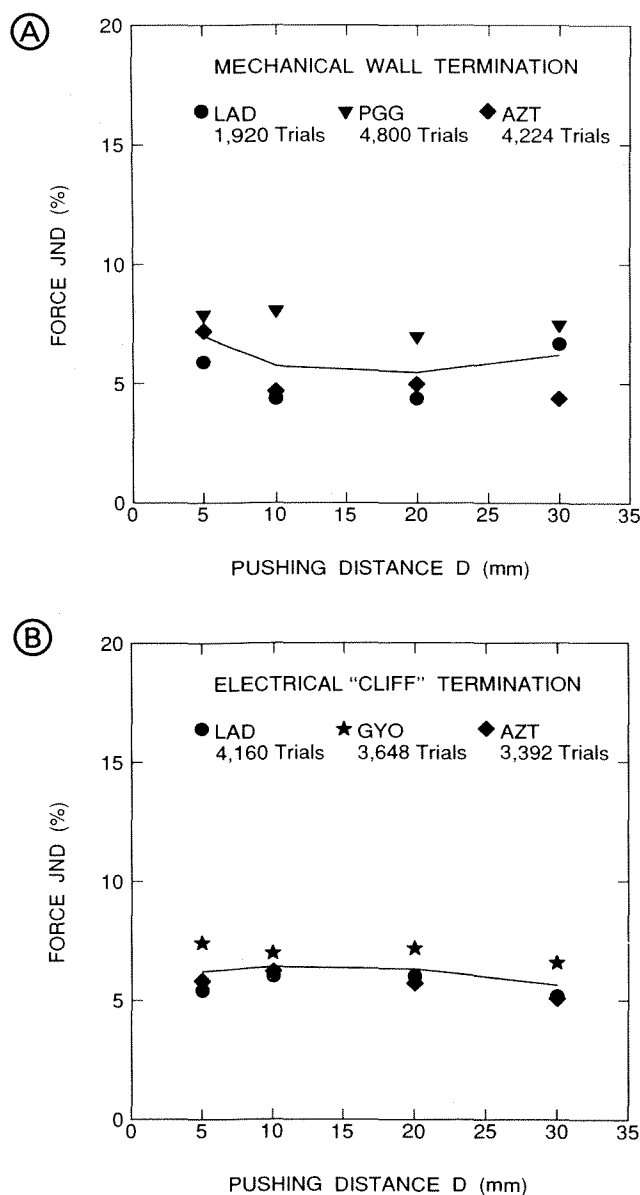 A
20
MECHANICAL WALL TERMINATION
LAD PGG AZT
1,920 Trials 4,800 Trials 4,224 Trials
15
FORCE JND (%)
10
5
0
0 5 10 15 20 25 30 35
PUSHING DISTANCE D (mm)
B
20
ELECTRICAL "CLIFF" TERMINATION
LAD GYO AZT
4,160 Trials 3,648 Trials 3,392 Trials
15
FORCE JND (%)
10
5
0
0 5 10 15 20 25 30 35
PUSHING DISTANCE D (mm)